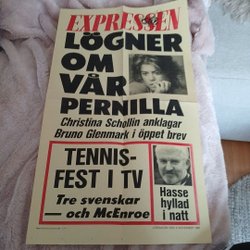 EXPRESSEN
LÖGNER
OM
VÅR
PERNILLA
Christina Schollin anklagar
Bruno Glenmark i öppet brev
TENNIS-
FEST I TV
Tre svenskar
— och McEnroe
Hasse
hyllad
i natt